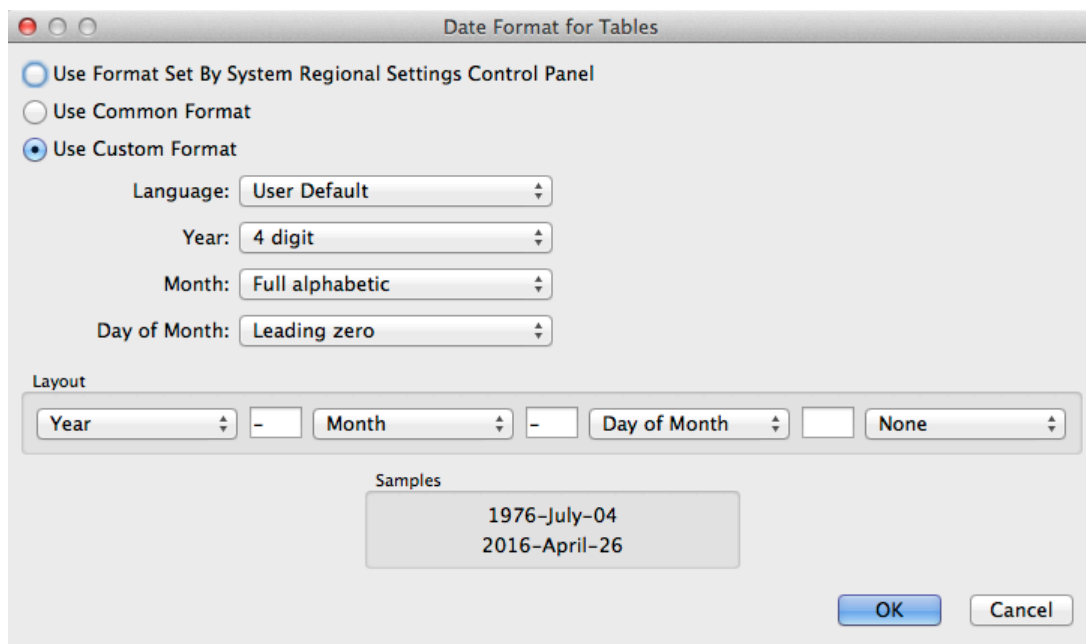 Date Format for Tables
Use Format Set By System Regional Settings Control Panel
Use Common Format
Use Custom Format
Language: User Default
Year: 4 digit
Month: Full alphabetic
Day of Month: Leading zero
Layout
Year - Month - Day of Month None
Samples
1976-July-04
2016-April-26
OK Cancel